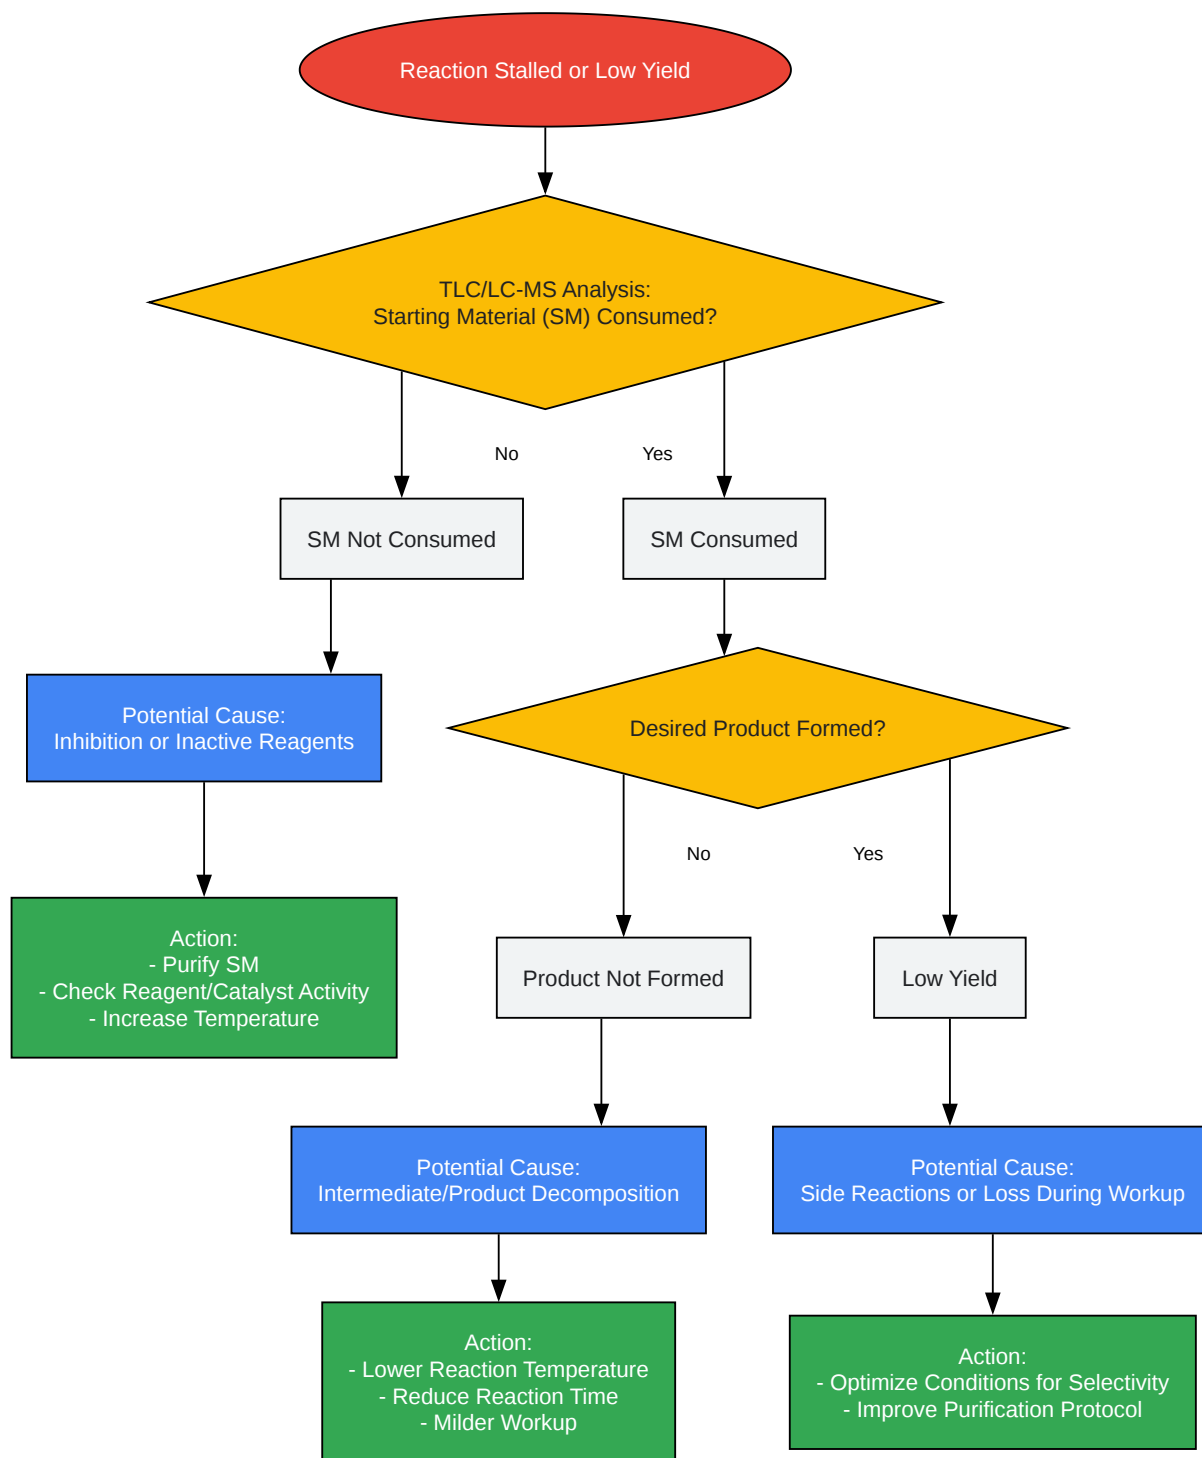 Reaction Stalled or Low Yield
TLC/LC-MS Analysis:
Starting Material (SM) Consumed?
No
Yes
SM Not Consumed
SM Consumed
Potential Cause:
Inhibition or Inactive Reagents
Desired Product Formed?
No
Yes
Action:
- Purify SM
- Check Reagent/Catalyst Activity
- Increase Temperature
Product Not Formed
Low Yield
Potential Cause:
Intermediate/Product Decomposition
Potential Cause:
Side Reactions or Loss During Workup
Action:
- Lower Reaction Temperature
- Reduce Reaction Time
- Milder Workup
Action:
- Optimize Conditions for Selectivity
- Improve Purification Protocol